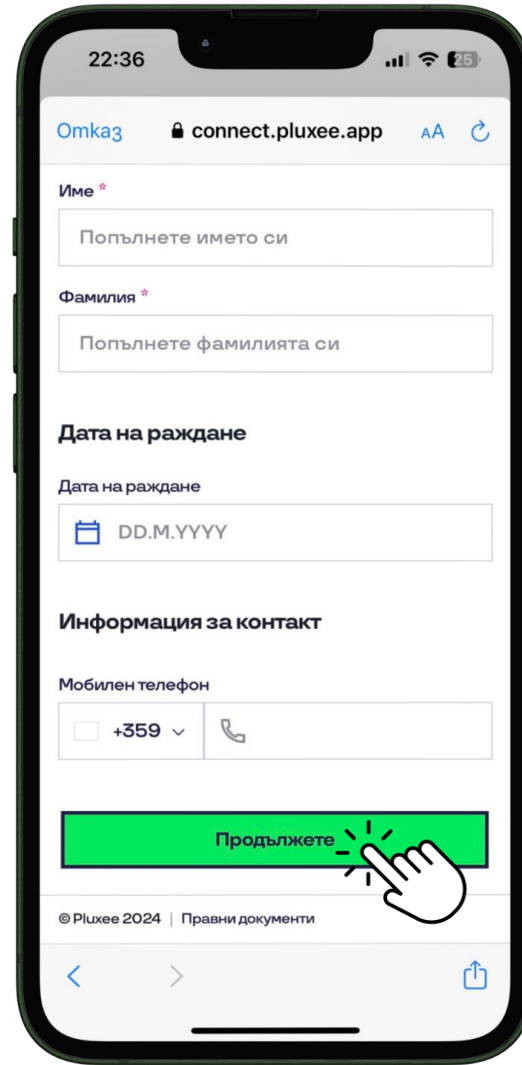 22:36
25
Отказ connect.pluxee.app AA
Име *
Попълнете името си
Фамилия *
Попълнете фамилията си
Дата на раждане
Дата на раждане
DD.M.YYYY
Информация за контакт
Мобилен телефон
+359
Продължете
© Pluxee 2024 | Правни документи